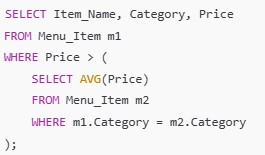 SELECT Item_Name, Category, Price
FROM Menu_Item m1
WHERE Price > (
    SELECT AVG(Price)
    FROM Menu_Item m2
    WHERE m1.Category = m2.Category
);